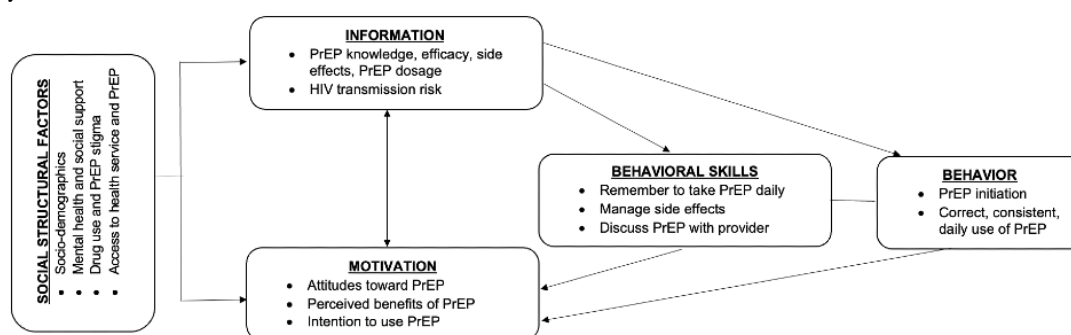 SOCIAL STRUCTURAL FACTORS
• Socio-demographics
• Mental health and social support
• Drug use and PrEP stigma
• Access to health service and PrEP
INFORMATION
• PrEP knowledge, efficacy, side
effects, PrEP dosage
• HIV transmission risk
BEHAVIORAL SKILLS
• Remember to take PrEP daily
• Manage side effects
• Discuss PrEP with provider
BEHAVIOR
• PrEP initiation
• Correct, consistent,
daily use of PrEP
MOTIVATION
• Attitudes toward PrEP
• Perceived benefits of PrEP
• Intention to use PrEP